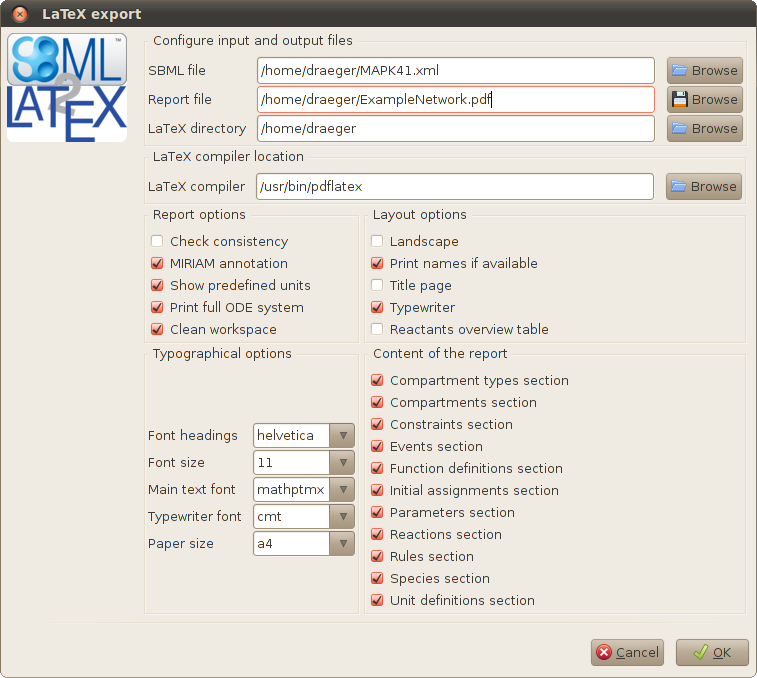 LaTeX export
SBML™
2
LATEX
Configure input and output files
SBML file /home/draeger/MAPK41.xml Browse
Report file /home/draeger/ExampleNetwork.pdf Browse
LaTeX directory /home/draeger Browse
LaTeX compiler location
LaTeX compiler /usr/bin/pdflatex Browse
Report options
Check consistency
MIRIAM annotation
Show predefined units
Print full ODE system
Clean workspace
Layout options
Landscape
Print names if available
Title page
Typewriter
Reactants overview table
Typographical options
Font headings helvetica
Font size 11
Main text font mathptmx
Typewriter font cmt
Paper size a4
Content of the report
Compartment types section
Compartments section
Constraints section
Events section
Function definitions section
Initial assignments section
Parameters section
Reactions section
Rules section
Species section
Unit definitions section
Cancel OK